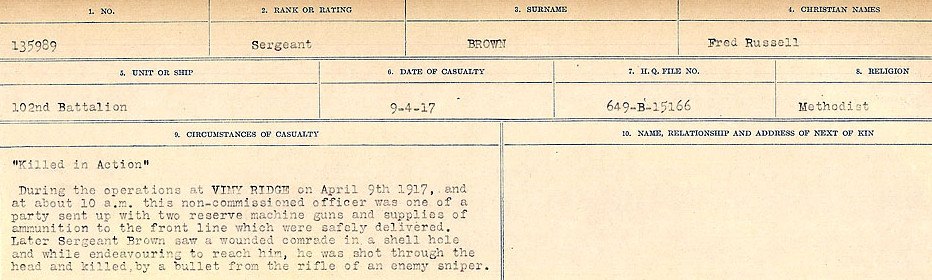 1. NO. 2. RANK OR RATING 3. SURNAME 4. CHRISTIAN NAMES
135989 Sergeant BROWN Fred Russell
5. UNIT OR SHIP 6. DATE OF CASUALTY 7. H. Q. FILE NO. 8. RELIGION
102nd Battalion 9-4-17 649-B-15166 Methodist
9. CIRCUMSTANCES OF CASUALTY 10. NAME, RELATIONSHIP AND ADDRESS OF NEXT OF KIN
"Killed in Action"
During the operations at VIMY RIDGE on April 9th 1917, and
at about 10 a.m. this non-commissioned officer was one of a
party sent up with two reserve machine guns and supplies of
ammunition to the front line which were safely delivered.
Later Sergeant Brown saw a wounded comrade in a shell hole
and while endeavouring to reach him, he was shot through the
head and killed by a bullet from the rifle of an enemy sniper.